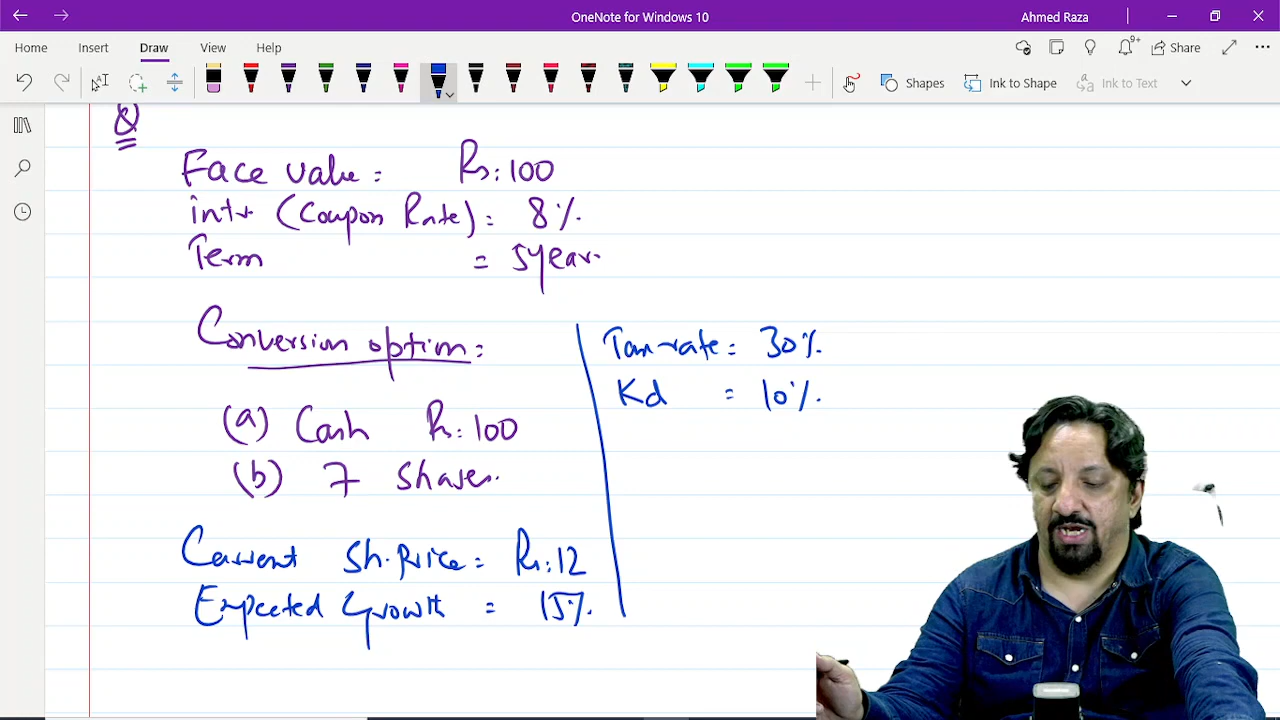 OneNote for Windows 10
Ahmed Raza
Home Insert Draw View Help
9+
Share
Shapes
Ink to Shape
Ink to Text
Q
Face value = Rs: 100
intr (Coupon Rate) = 8%.
Term = 5year.
Conversion option:
(a) Cash Rs: 100
(b) 7 Shares.
Current Sh. Price = Rs: 12
Expected Growth = 15%.
Tax rate = 30%.
Kd = 10%.